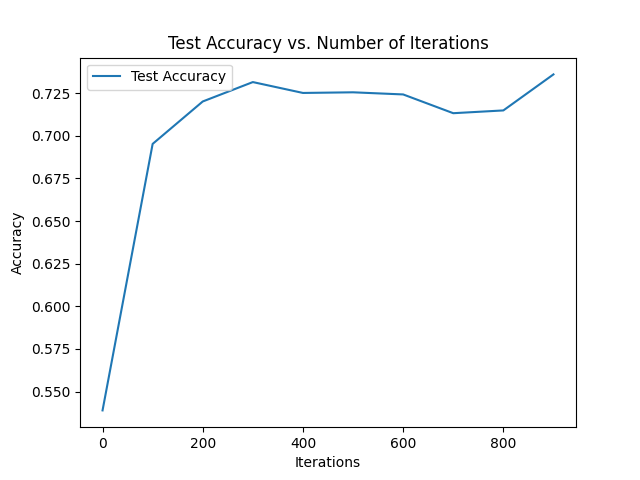 Test Accuracy vs. Number of Iterations
Test Accuracy
0.725
0.700
0.675
0.650
0.625
0.600
0.575
0.550
Accuracy
0 200 400 600 800
Iterations